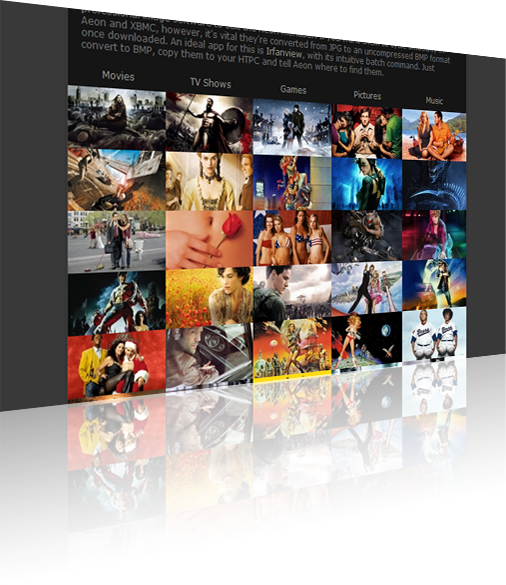 Aeon and XBMC, however, it's vital they're converted from JPG to an uncompressed BMP format
once downloaded. An ideal app for this is Irfanview, with its intuitive batch command. Just
convert to BMP, copy them to your HTPC and tell Aeon where to find them.
Movies TV Shows Games Pictures Music